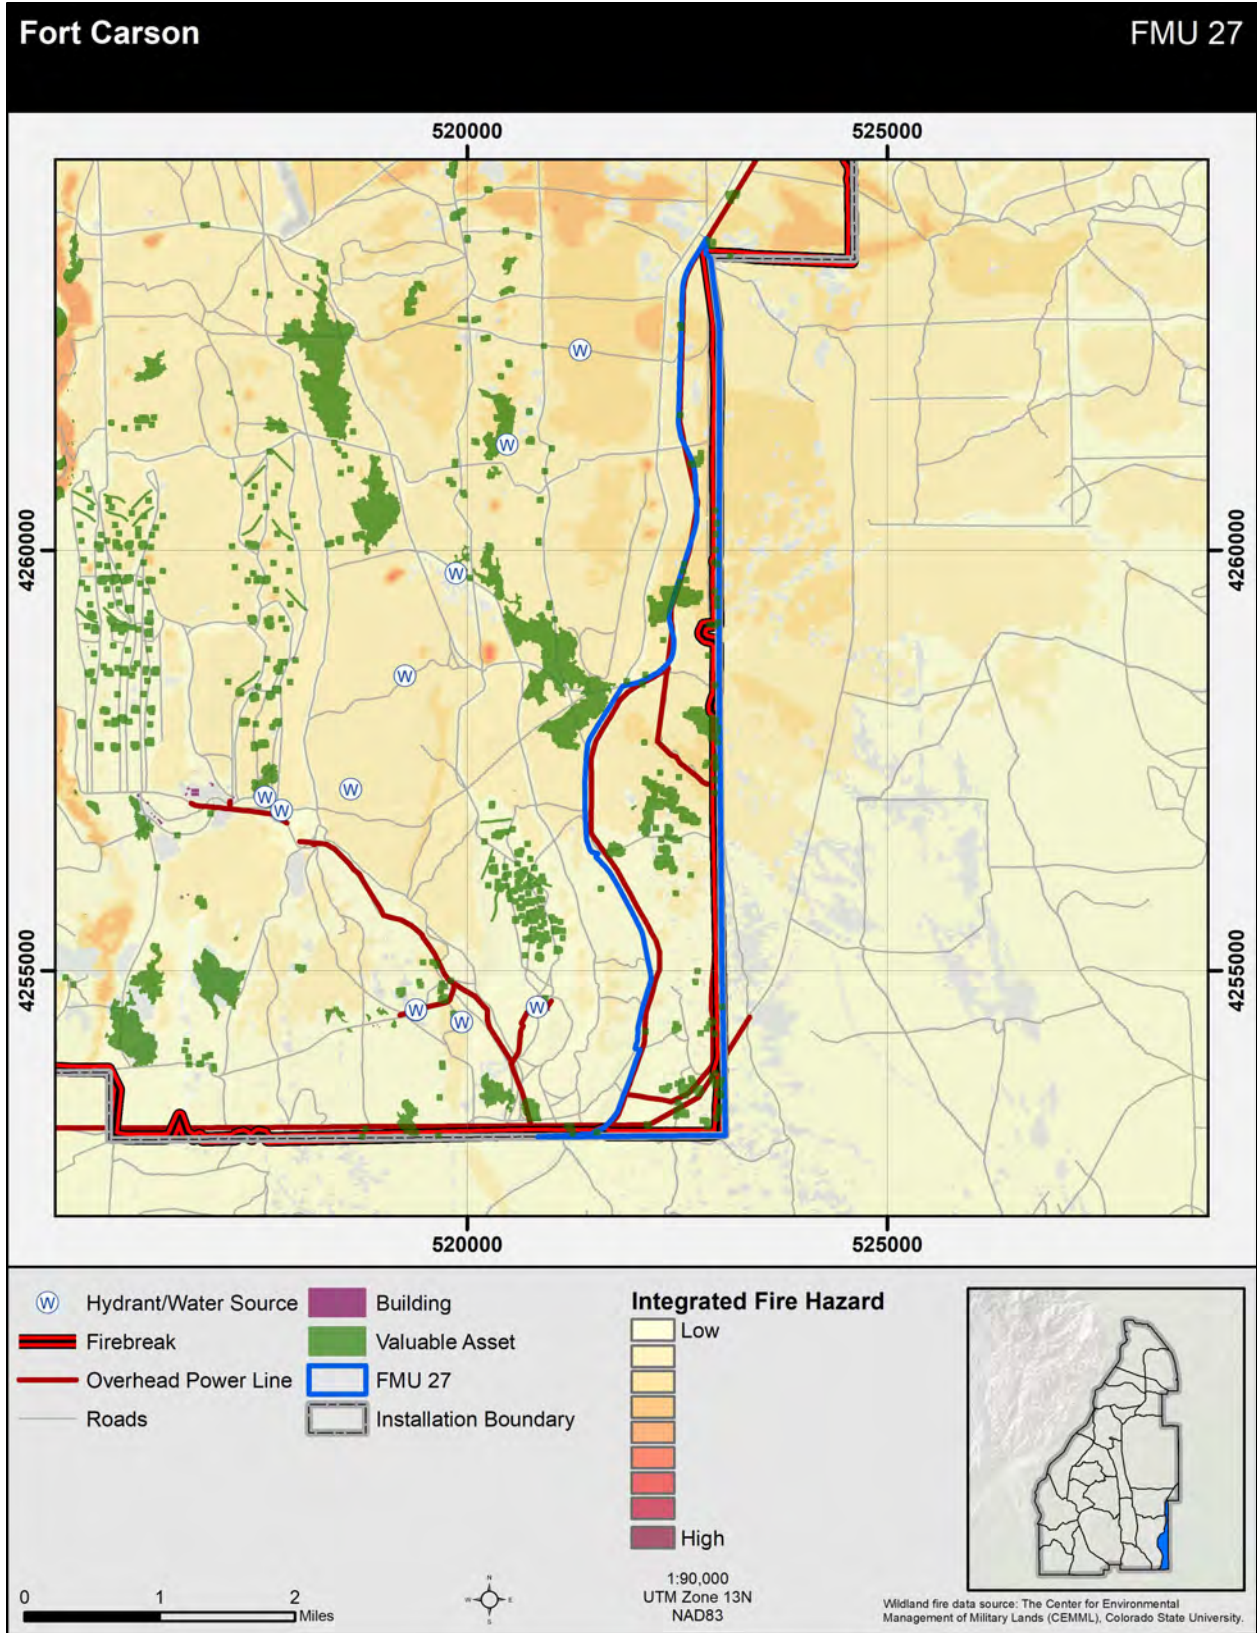 Fort Carson
FMU 27
520000
525000
W
W
4260000
4260000
W
W
W
W
W
4255000
4255000
W
W
W
520000
525000
W Hydrant/Water Source
Firebreak
Overhead Power Line
Roads
Building
Valuable Asset
FMU 27
Installation Boundary
Integrated Fire Hazard
Low
High
0 1 2
Miles
N
W E
S
1:90,000
UTM Zone 13N
NAD83
Wildland fire data source: The Center for Environmental
Management of Military Lands (CEMML), Colorado State University.